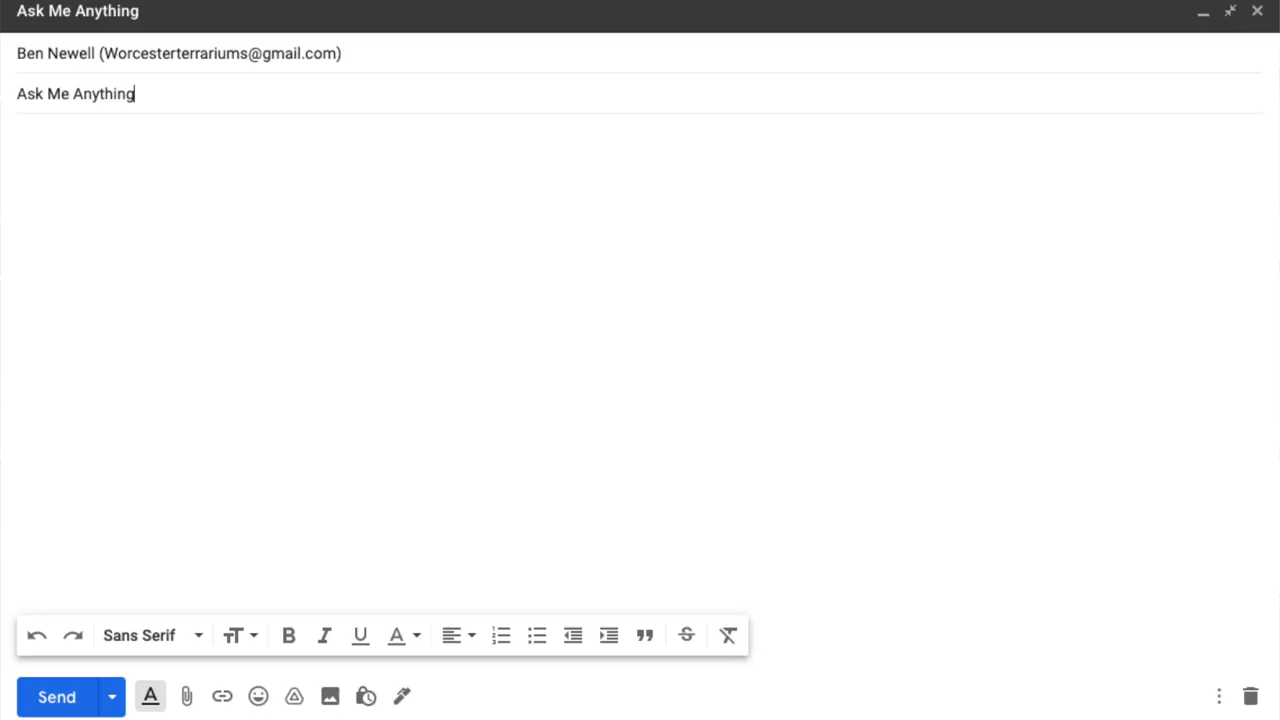 Ask Me Anything
Ben Newell (Worcesterterrariums@gmail.com)
Ask Me Anything
Sans Serif
Send